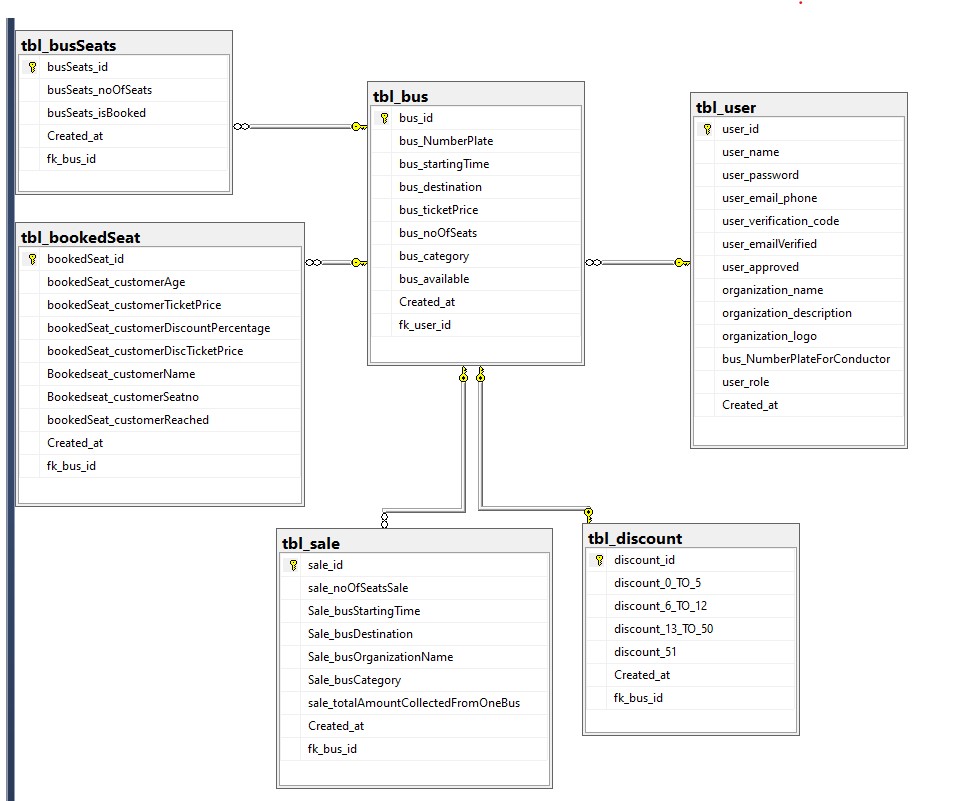 tbl_busSeats
busSeats_id
busSeats_noOfSeats
busSeats_isBooked
Created_at
fk_bus_id
tbl_bookedSeat
bookedSeat_id
bookedSeat_customerAge
bookedSeat_customerTicketPrice
bookedSeat_customerDiscountPercentage
bookedSeat_customerDiscTicketPrice
Bookedseat_customerName
Bookedseat_customerSeatno
bookedSeat_customerReached
Created_at
fk_bus_id
tbl_bus
bus_id
bus_NumberPlate
bus_startingTime
bus_destination
bus_ticketPrice
bus_noOfSeats
bus_category
bus_available
Created_at
fk_user_id
tbl_user
user_id
user_name
user_password
user_email_phone
user_verification_code
user_emailVerified
user_approved
organization_name
organization_description
organization_logo
bus_NumberPlateForConductor
user_role
Created_at
tbl_sale
sale_id
sale_noOfSeatsSale
Sale_busStartingTime
Sale_busDestination
Sale_busOrganizationName
Sale_busCategory
sale_totalAmountCollectedFromOneBus
Created_at
fk_bus_id
tbl_discount
discount_id
discount_0_TO_5
discount_6_TO_12
discount_13_TO_50
discount_51
Created_at
fk_bus_id